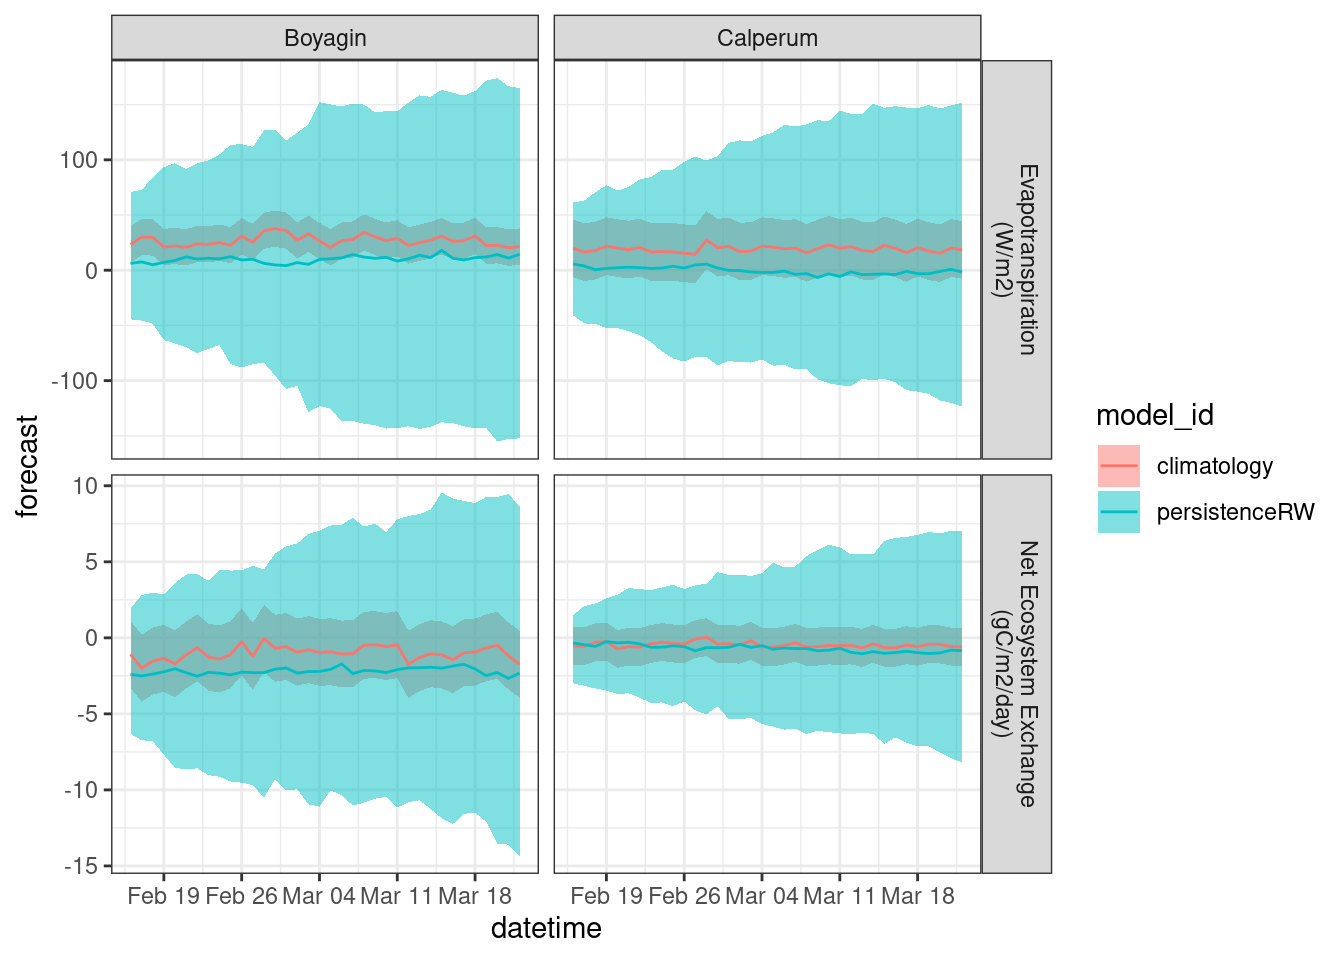 Boyagin
Calperum
100
0
-100
Evapotranspiration
(W/m2)
forecast
10
5
0
-5
-10
-15
Net Ecosystem Exchange
(gC/m2/day)
Feb 19 Feb 26 Mar 04 Mar 11 Mar 18
Feb 19 Feb 26 Mar 04 Mar 11 Mar 18
datetime
model_id
climatology
persistenceRW